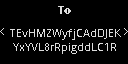 To
< TEvHMZWyfjCAdDJEK >
YxYVL8rRpigddLC1R